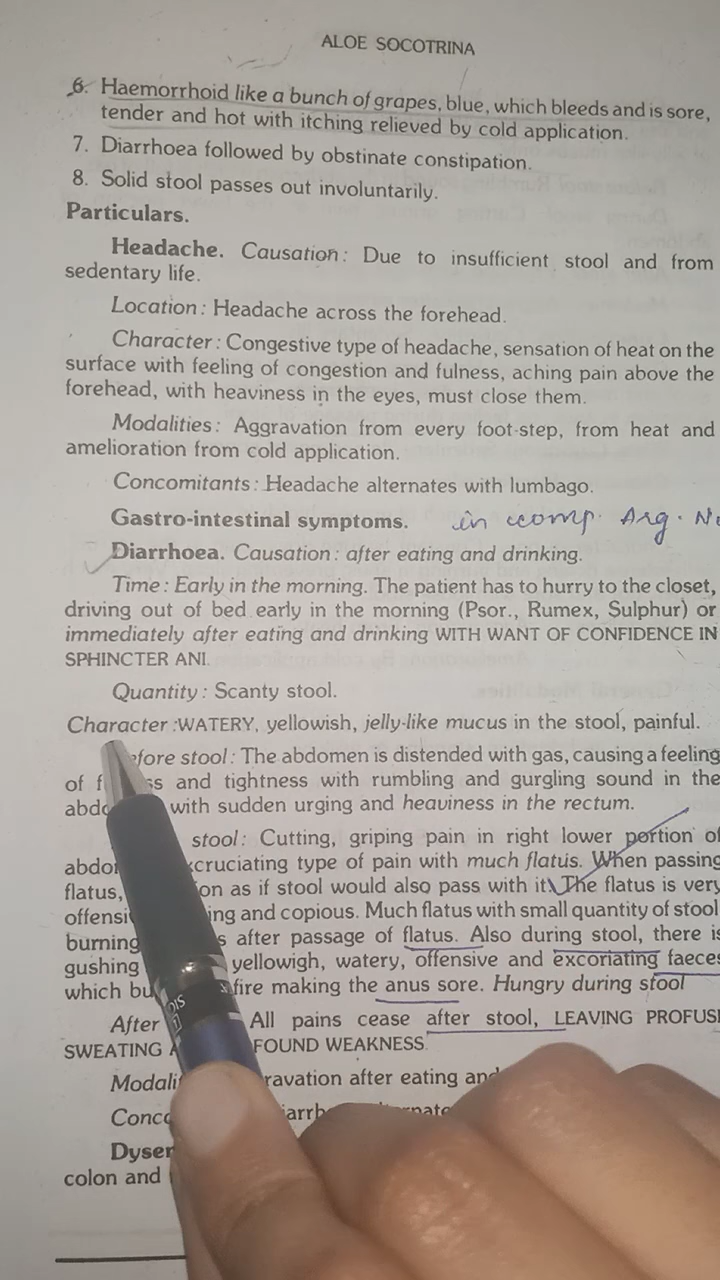 ALOE SOCOTRINA
6. Haemorrhoid like a bunch of grapes, blue, which bleeds and is sore,
tender and hot with itching relieved by cold application.
7. Diarrhoea followed by obstinate constipation.
8. Solid stool passes out involuntarily.
Particulars.
Headache. Causation : Due to insufficient stool and from
sedentary life.
Location : Headache across the forehead.
Character : Congestive type of headache, sensation of heat on the
surface with feeling of congestion and fulness, aching pain above the
forehead, with heaviness in the eyes, must close them.
Modalities : Aggravation from every foot-step, from heat and
amelioration from cold application.
Concomitants : Headache alternates with lumbago.
Gastro-intestinal symptoms. in comp. Arg. N
Diarrhoea. Causation : after eating and drinking.
Time : Early in the morning. The patient has to hurry to the closet,
driving out of bed early in the morning (Psor., Rumex, Sulphur) or
immediately after eating and drinking WITH WANT OF CONFIDENCE IN
SPHINCTER ANI.
Quantity : Scanty stool.
Character :WATERY, yellowish, jelly-like mucus in the stool, painful.
efore stool : The abdomen is distended with gas, causing a feeling
of f ss and tightness with rumbling and gurgling sound in the
abdo with sudden urging and heaviness in the rectum.
stool : Cutting, griping pain in right lower portion of
abdo cruciating type of pain with much flatus. When passing
flatus, on as if stool would also pass with it. The flatus is very
offensi ing and copious. Much flatus with small quantity of stool
burning s after passage of flatus. Also during stool, there is
gushing yellowigh, watery, offensive and excoriating faeces
which bu fire making the anus sore. Hungry during stool
After All pains cease after stool, LEAVING PROFUS
SWEATING A FOUND WEAKNESS.
Modali ravation after eating and
Conco iarrh nate
Dysen
colon and